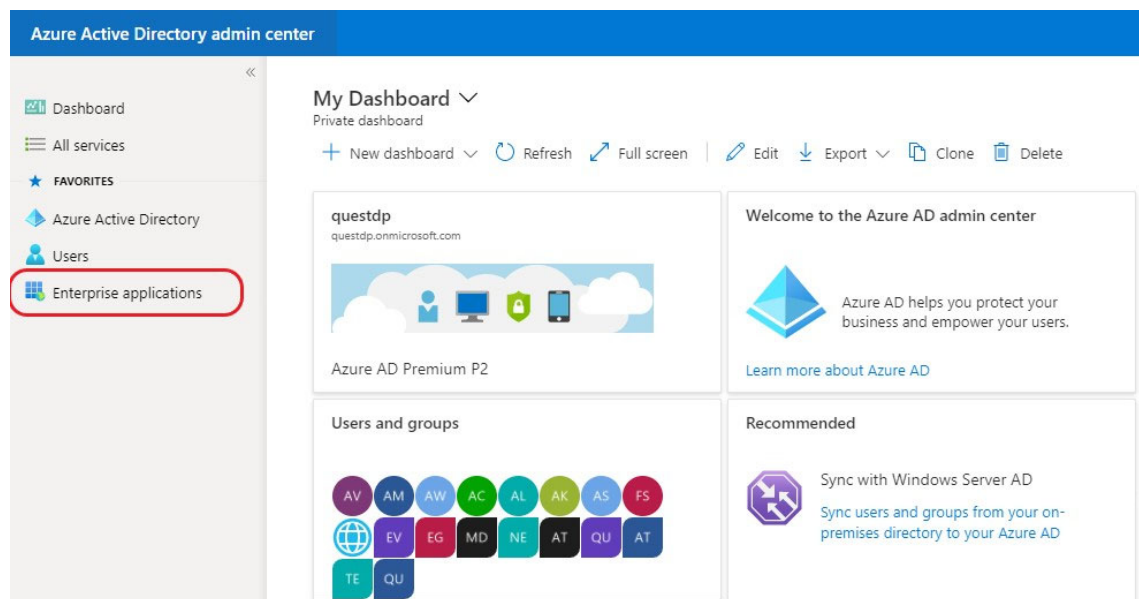 Azure Active Directory admin center
«
Dashboard
All services
FAVORITES
Azure Active Directory
Users
Enterprise applications
My Dashboard
Private dashboard
New dashboard Refresh Full screen Edit Export Clone Delete
questdp
questdp.onmicrosoft.com
Azure AD Premium P2
Welcome to the Azure AD admin center
Azure AD helps you protect your
business and empower your users.
Learn more about Azure AD
Users and groups
AV AM AW AC AL AK AS FS
EV EG MD NE AT QU AT
TE QU
Recommended
Sync with Windows Server AD
Sync users and groups from your on-
premises directory to your Azure AD